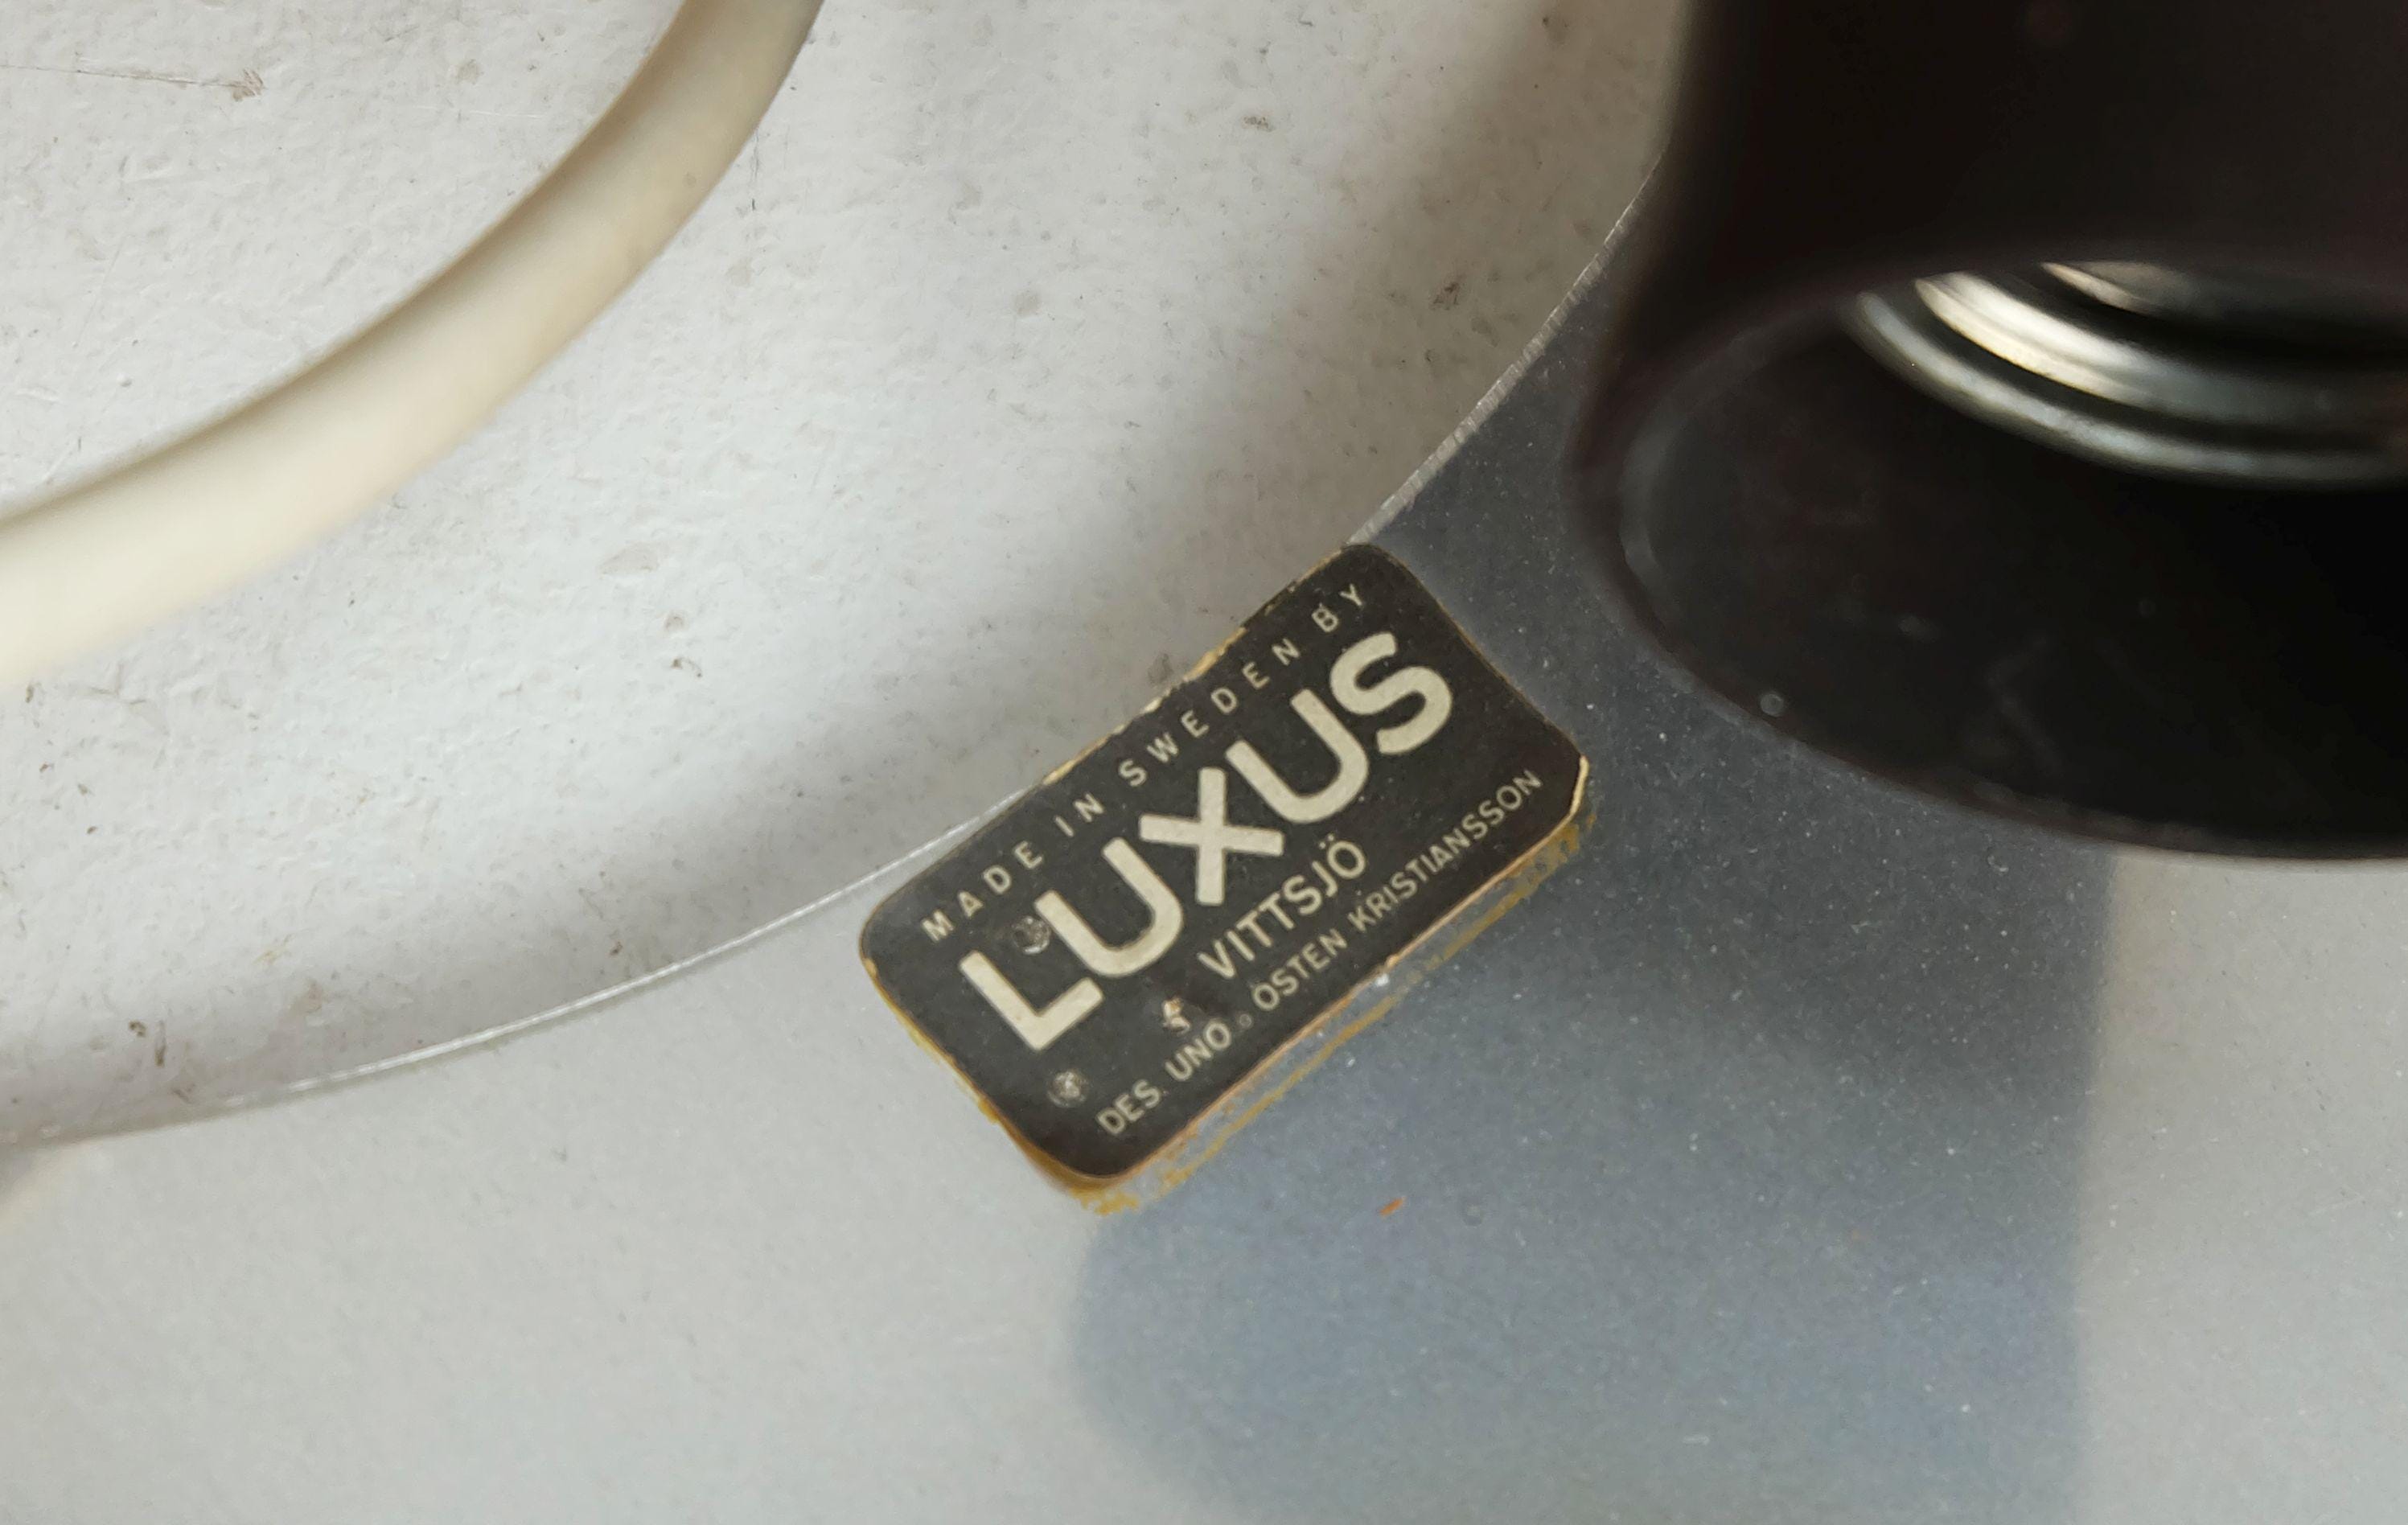 MADE IN SWEDEN BY
LUXUS
VITTSJÖ
DES. UNO o. ÖSTEN KRISTIANSSON